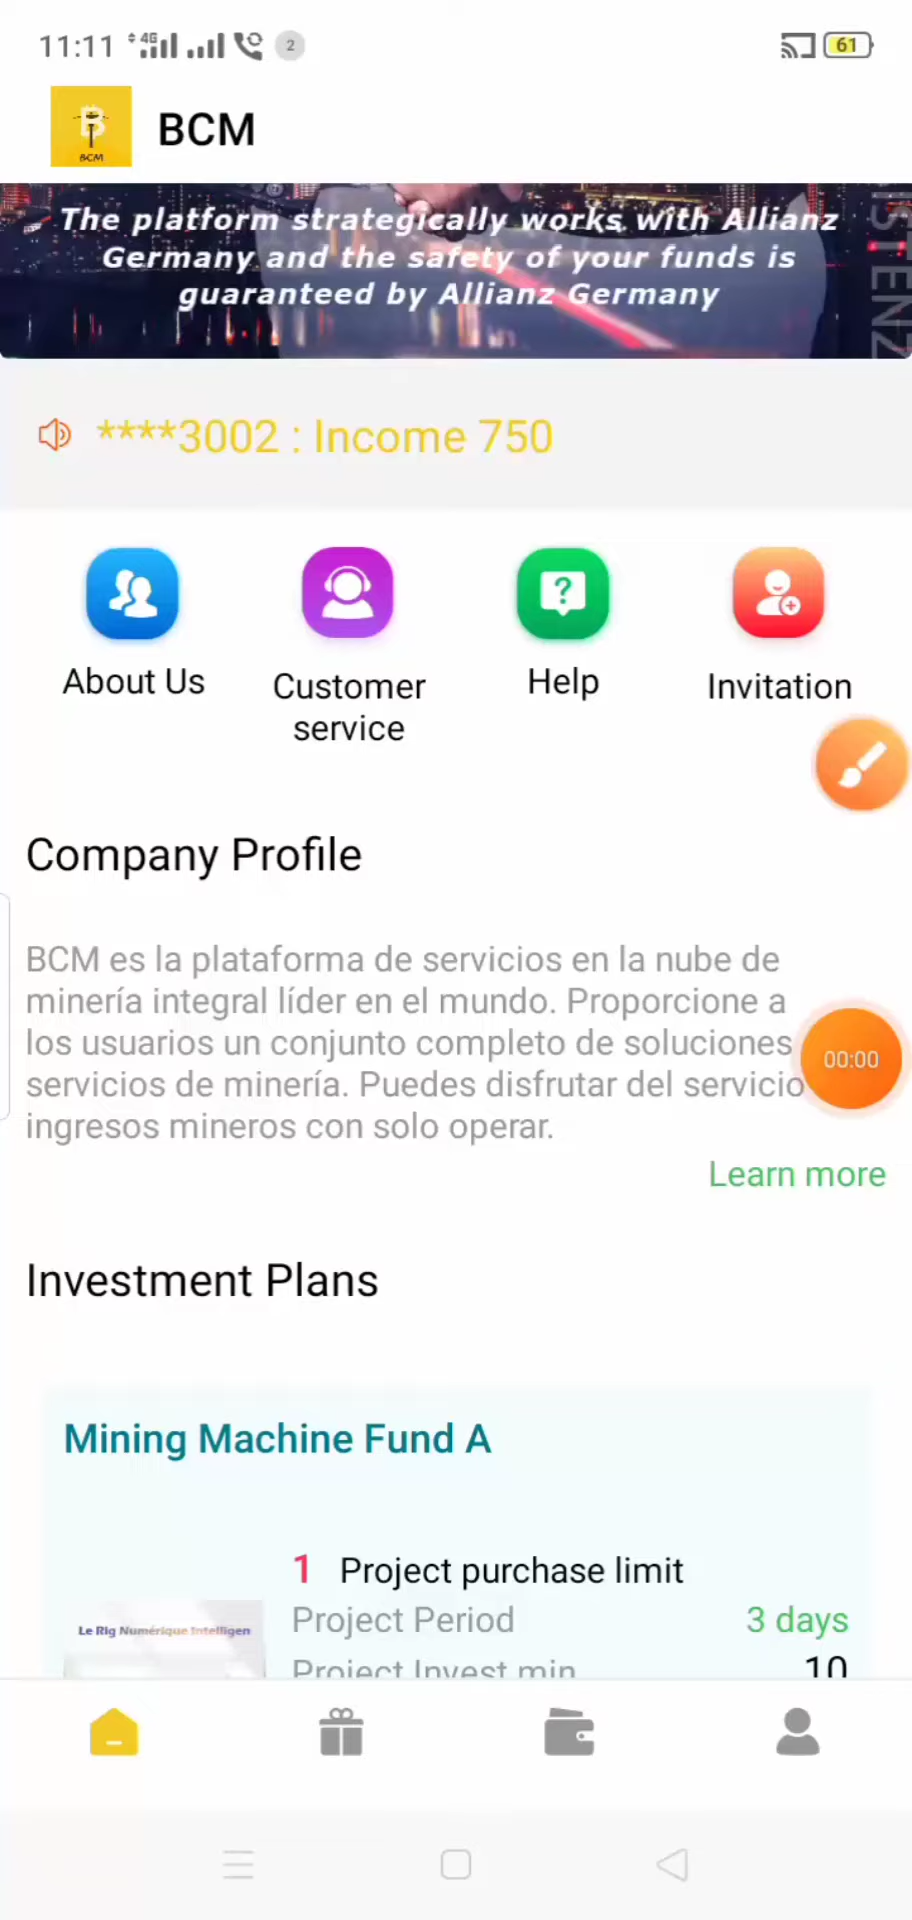 11:11 4G 2 61
B
BCM
BCM
The platform strategically works with Allianz
Germany and the safety of your funds is
guaranteed by Allianz Germany
****3002 : Income 750
About Us
Customer
service
Help
Invitation
Company Profile
BCM es la plataforma de servicios en la nube de
minería integral líder en el mundo. Proporcione a
los usuarios un conjunto completo de soluciones
servicios de minería. Puedes disfrutar del servicio
ingresos mineros con solo operar.
00:00
Learn more
Investment Plans
Mining Machine Fund A
1 Project purchase limit
Le Rig Numérique Intelligen
Project Period 3 days
Project Invest min 10